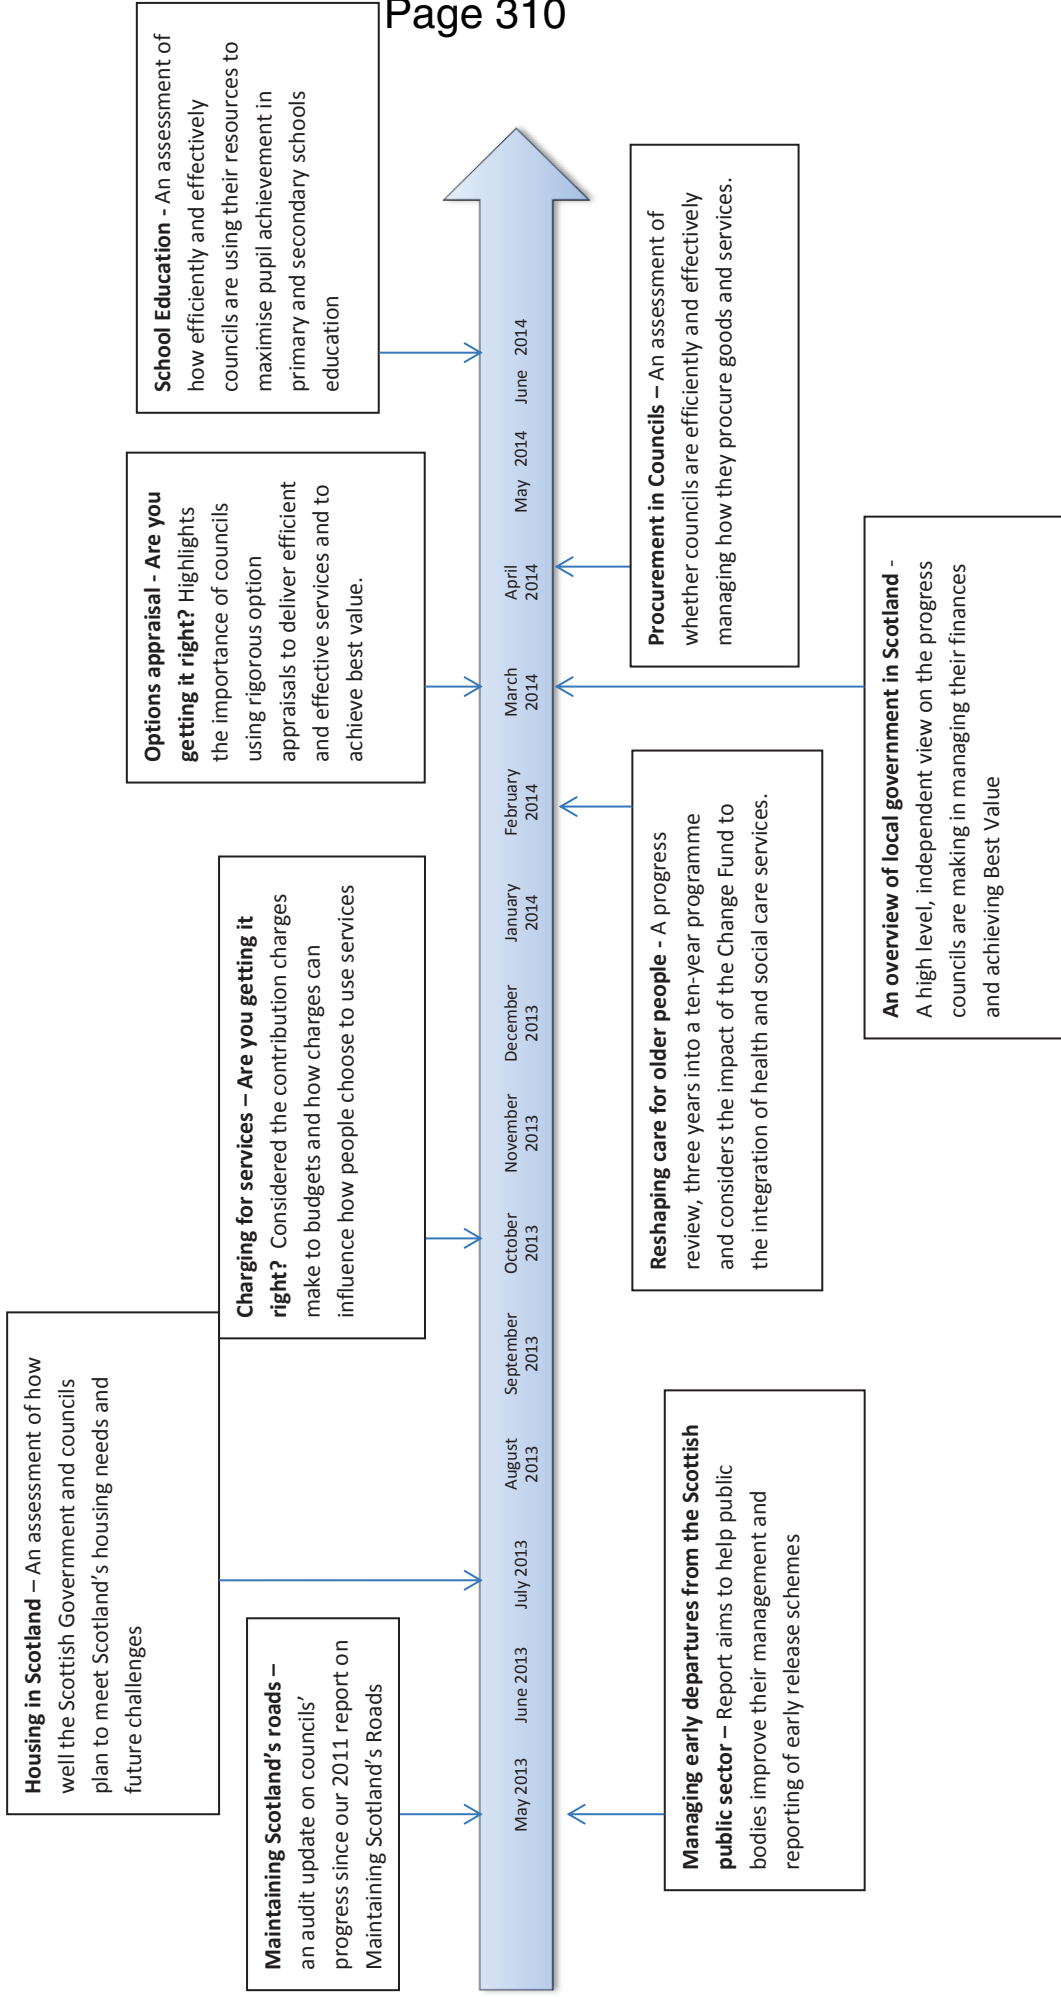 Page 310
Housing in Scotland – An assessment of how
well the Scottish Government and councils
plan to meet Scotland's housing needs and
future challenges
Maintaining Scotland's roads –
an audit update on councils'
progress since our 2011 report on
Maintaining Scotland's Roads
Charging for services – Are you getting it
right? Considered the contribution charges
make to budgets and how charges can
influence how people choose to use services
Options appraisal - Are you
getting it right? Highlights
the importance of councils
using rigorous option
appraisals to deliver efficient
and effective services and to
achieve best value.
School Education - An assessment of
how efficiently and effectively
councils are using their resources to
maximise pupil achievement in
primary and secondary schools
education
May 2013
June 2013
July 2013
August
2013
September
2013
October
2013
November
2013
December
2013
January
2014
February
2014
March
2014
April
2014
May 2014
June 2014
Managing early departures from the Scottish
public sector – Report aims to help public
bodies improve their management and
reporting of early release schemes
Reshaping care for older people - A progress
review, three years into a ten-year programme
and considers the impact of the Change Fund to
the integration of health and social care services.
Procurement in Councils – An assessment of
whether councils are efficiently and effectively
managing how they procure goods and services.
An overview of local government in Scotland -
A high level, independent view on the progress
councils are making in managing their finances
and achieving Best Value